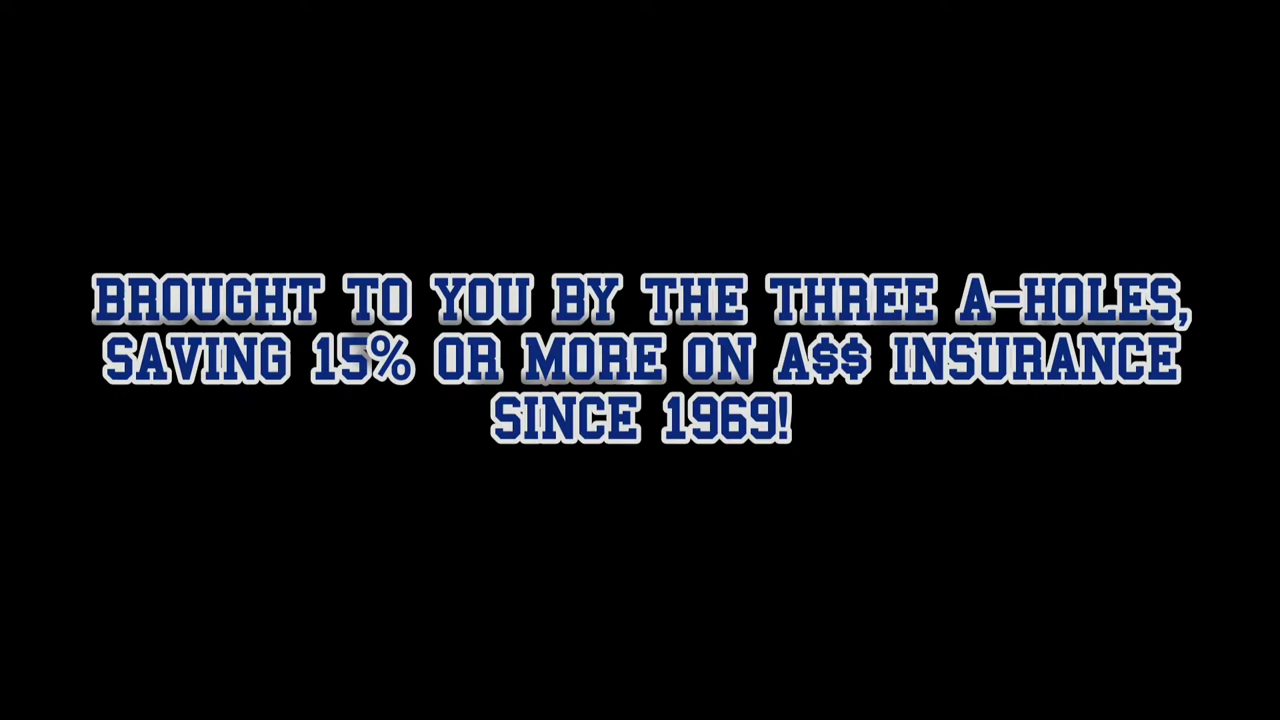 BROUGHT TO YOU BY THE THREE A-HOLES,
SAVING 15% OR MORE ON A$$ INSURANCE
SINCE 1969!